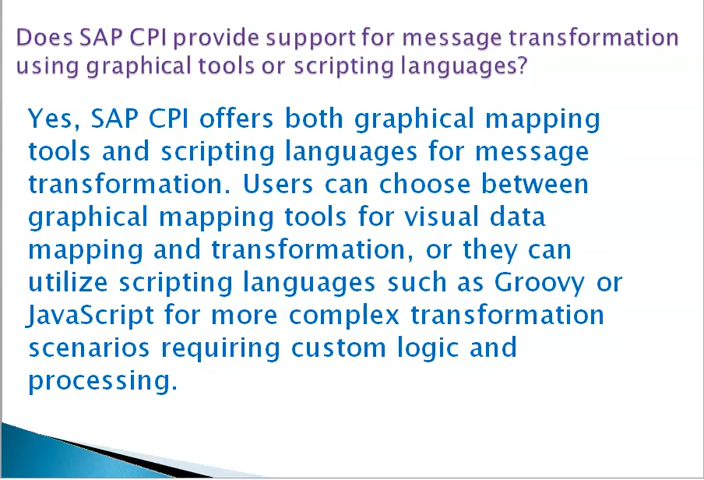 Does SAP CPI provide support for message transformation
using graphical tools or scripting languages?
Yes, SAP CPI offers both graphical mapping
tools and scripting languages for message
transformation. Users can choose between
graphical mapping tools for visual data
mapping and transformation, or they can
utilize scripting languages such as Groovy or
JavaScript for more complex transformation
scenarios requiring custom logic and
processing.